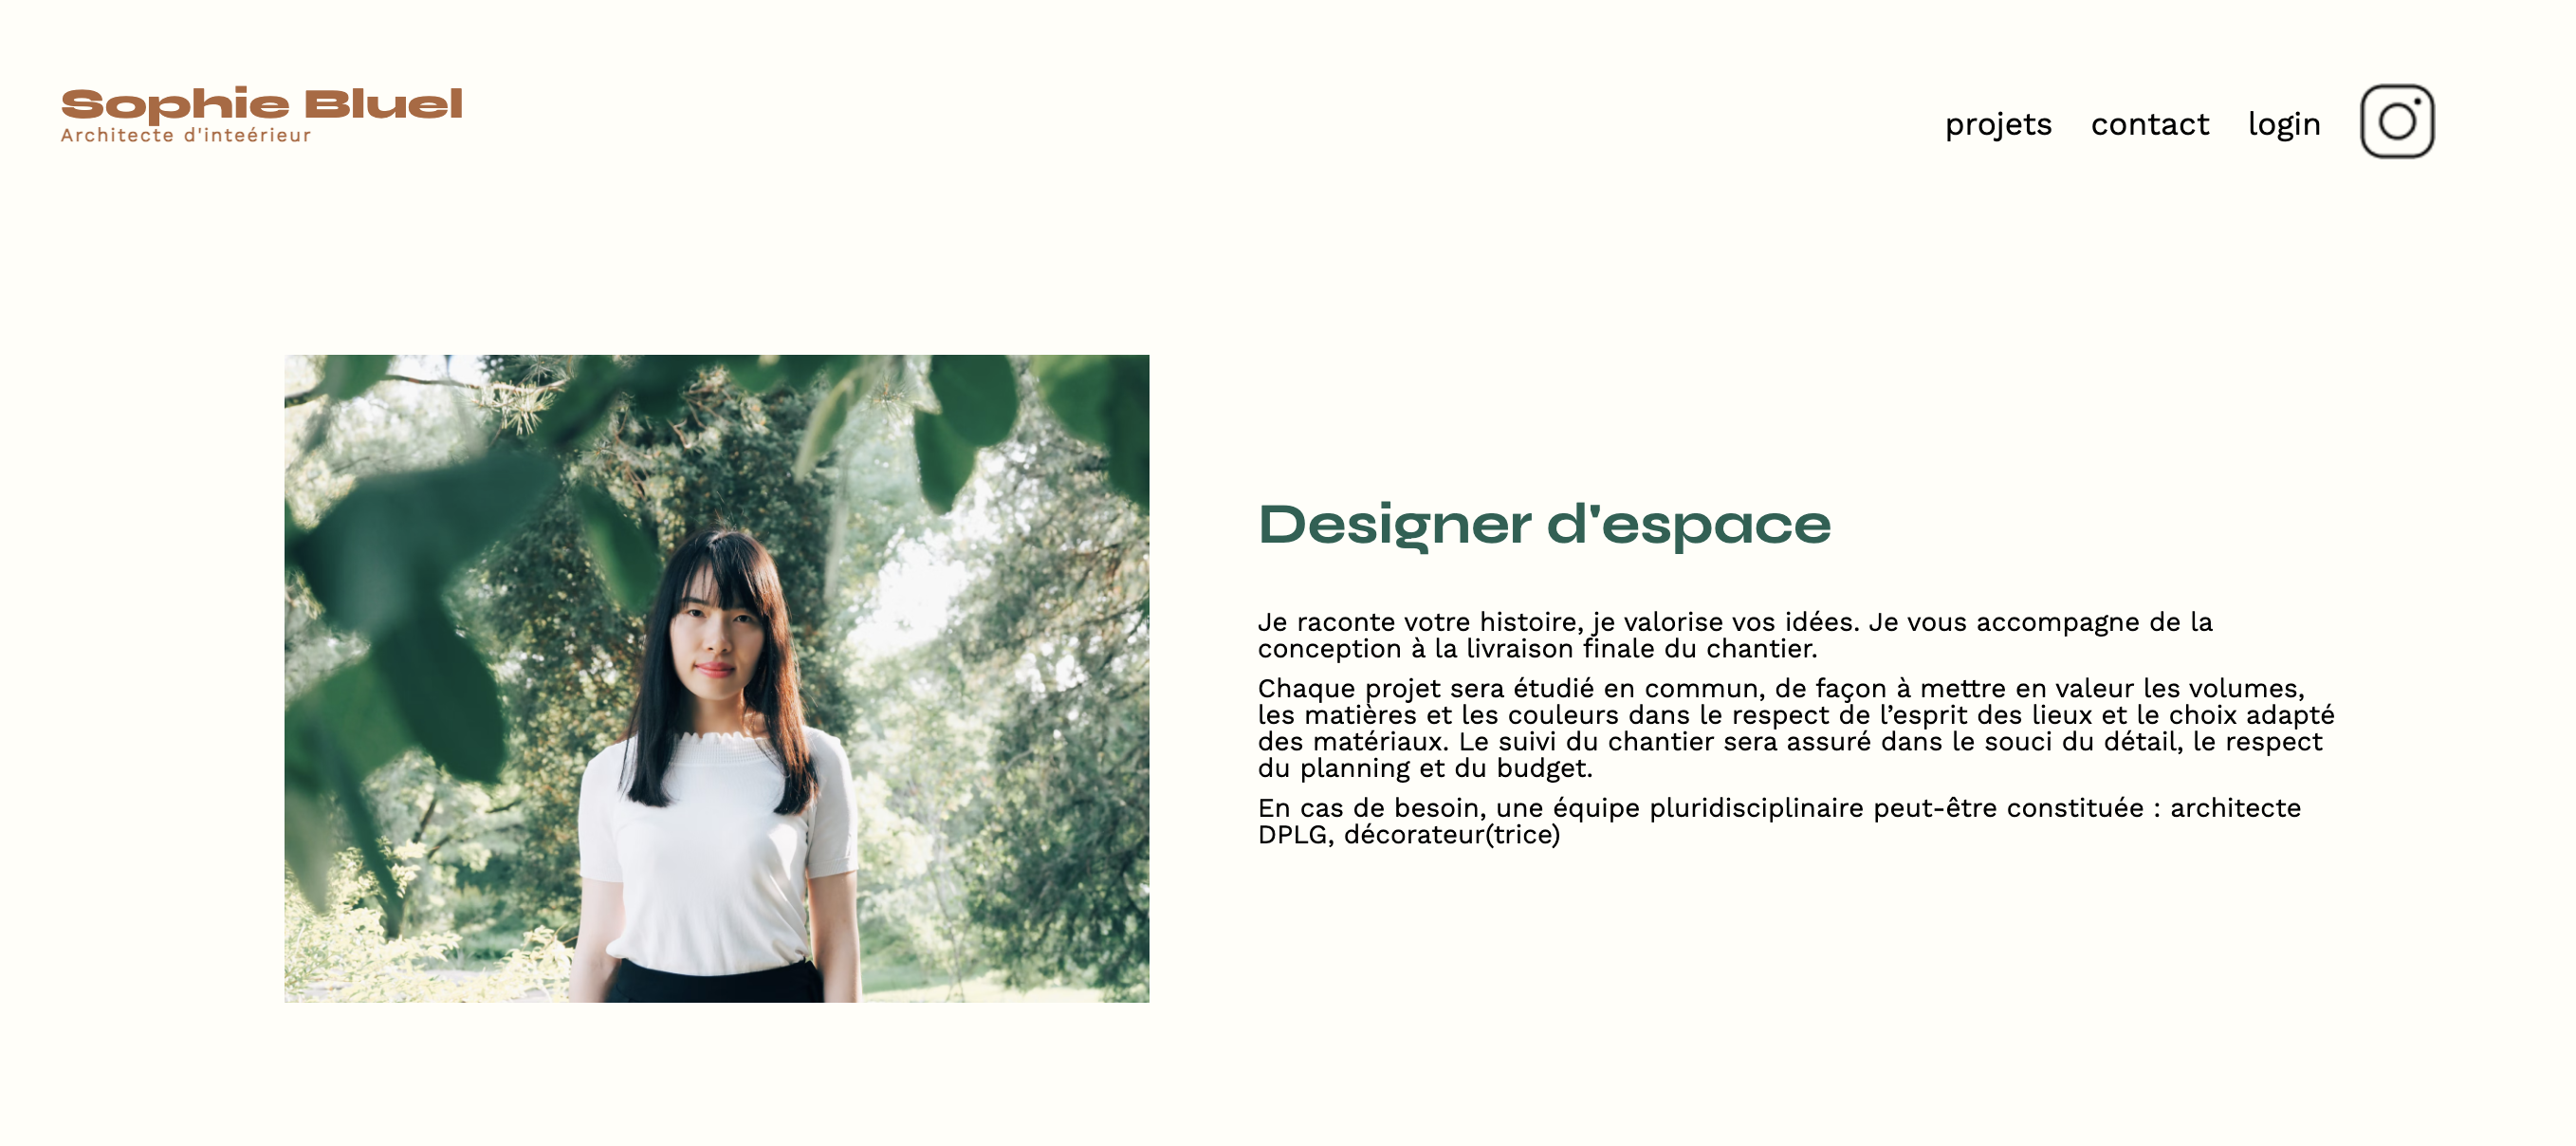 Sophie Bluel
Architecte d'inteérieur
projets contact login
Designer d'espace
Je raconte votre histoire, je valorise vos idées. Je vous accompagne de la
conception à la livraison finale du chantier.
Chaque projet sera étudié en commun, de façon à mettre en valeur les volumes,
les matières et les couleurs dans le respect de l’esprit des lieux et le choix adapté
des matériaux. Le suivi du chantier sera assuré dans le souci du détail, le respect
du planning et du budget.
En cas de besoin, une équipe pluridisciplinaire peut-être constituée : architecte
DPLG, décorateur(trice)